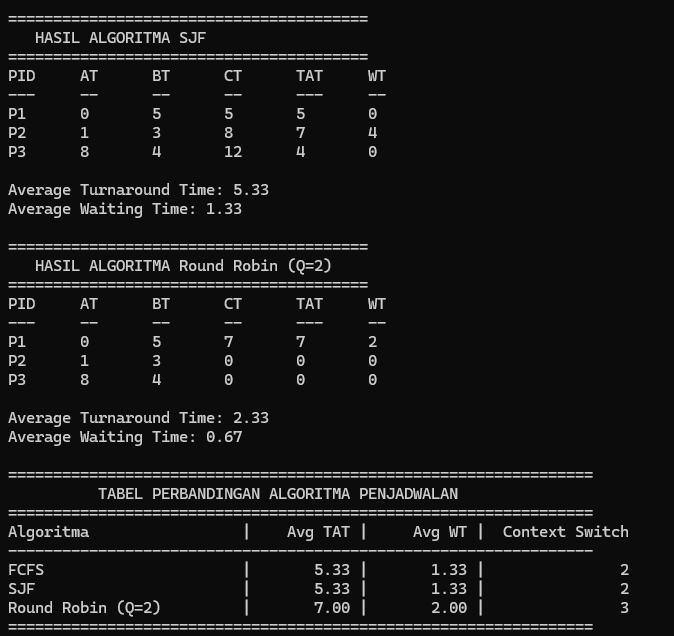 ========================================
   HASIL ALGORITMA SJF
========================================
PID     AT      BT      CT      TAT     WT
---     --      --      --      ---     --
P1      0       5       5       5       0
P2      1       3       8       7       4
P3      8       4       12      4       0

Average Turnaround Time: 5.33
Average Waiting Time: 1.33

========================================
   HASIL ALGORITMA Round Robin (Q=2)
========================================
PID     AT      BT      CT      TAT     WT
---     --      --      --      ---     --
P1      0       5       7       7       2
P2      1       3       0       0       0
P3      8       4       0       0       0

Average Turnaround Time: 2.33
Average Waiting Time: 0.67

=================================================================
          TABEL PERBANDINGAN ALGORITMA PENJADWALAN
=================================================================
Algoritma                 |    Avg TAT |     Avg WT |  Context Switch
-----------------------------------------------------------------
FCFS                      |       5.33 |       1.33 |               2
SJF                       |       5.33 |       1.33 |               2
Round Robin (Q=2)         |       7.00 |       2.00 |               3
=================================================================